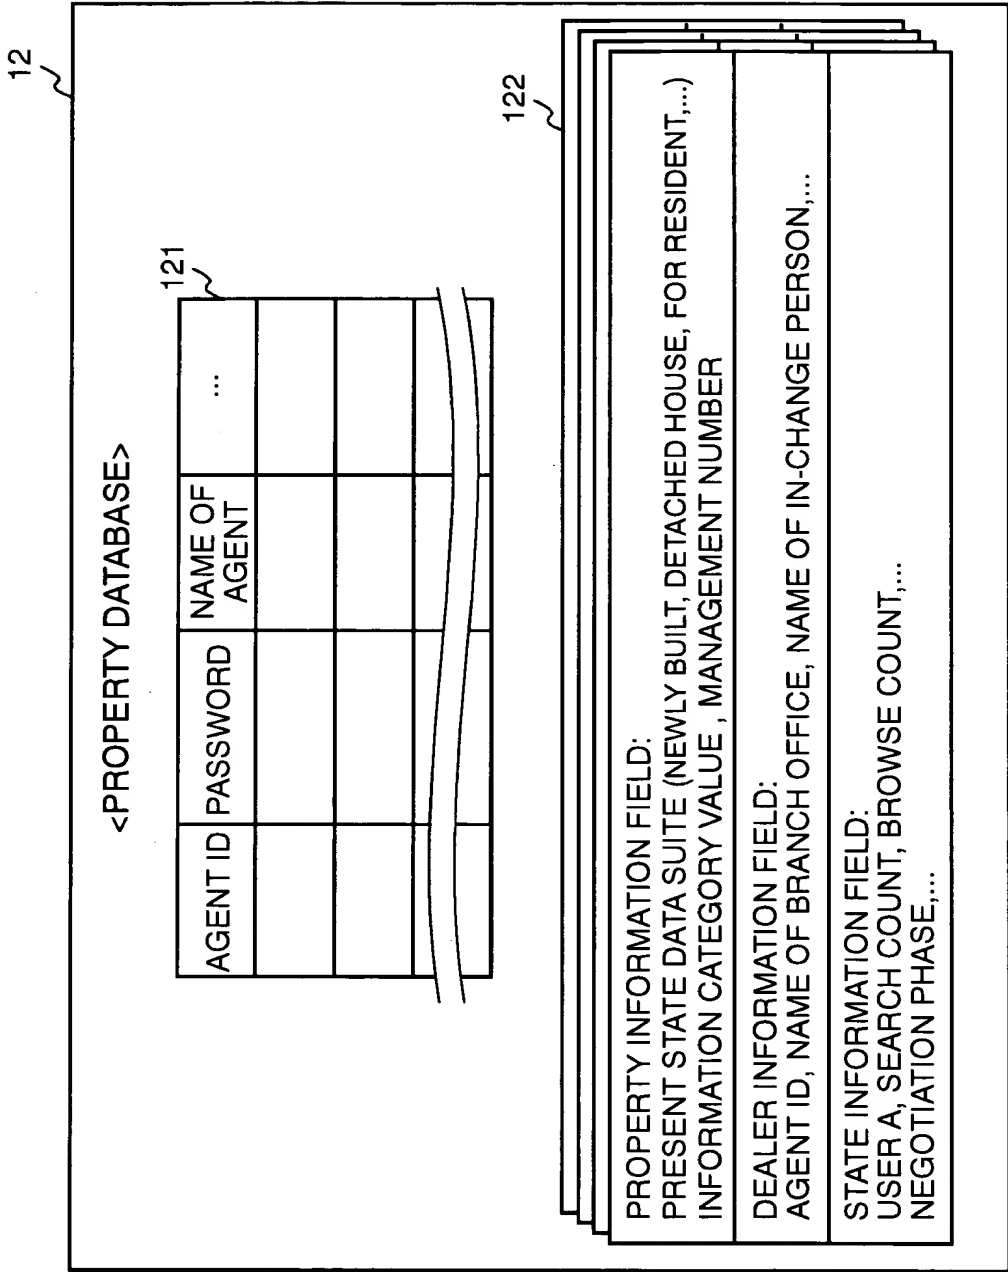 12
<PROPERTY DATABASE>
121
AGENT ID PASSWORD NAME OF AGENT ...
122
PROPERTY INFORMATION FIELD:
PRESENT STATE DATA SUITE (NEWLY BUILT, DETACHED HOUSE, FOR RESIDENT,...)
INFORMATION CATEGORY VALUE , MANAGEMENT NUMBER
DEALER INFORMATION FIELD:
AGENT ID, NAME OF BRANCH OFFICE, NAME OF IN-CHANGE PERSON,...
STATE INFORMATION FIELD:
USER A, SEARCH COUNT, BROWSE COUNT,...
NEGOTIATION PHASE,...